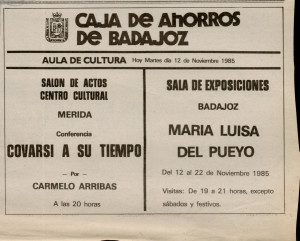 CAJA DE AHORROS
DE BADAJOZ
AULA DE CULTURA Hoy Martes día 12 de Noviembre 1985
SALON DE ACTOS
CENTRO CULTURAL
MERIDA
Conferencia
COVARSI A SU TIEMPO
— Por —
CARMELO ARRIBAS
A las 20 horas
SALA DE EXPOSICIONES
BADAJOZ
MARIA LUISA
DEL PUEYO
Del 12 al 22 de Noviembre 1985
Visitas: De 19 a 21 horas, excepto
sábados y festivos.